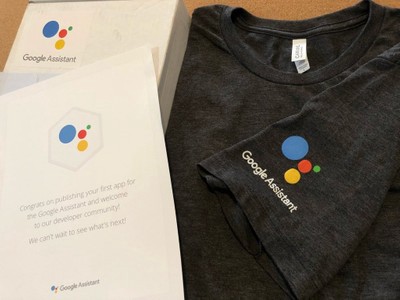 Google Assistant
Congrats on publishing your first app for
the Google Assistant and welcome
to our developer community!
We can't wait to see what's next!
Google Assistant
Google Assistant